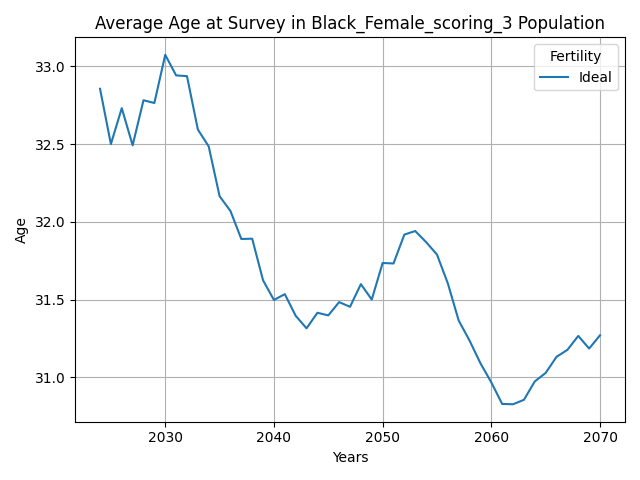 Average Age at Survey in Black_Female_scoring_3 Population
Fertility
Ideal
33.0
32.5
32.0
31.5
31.0
Age
2030 2040 2050 2060 2070
Years